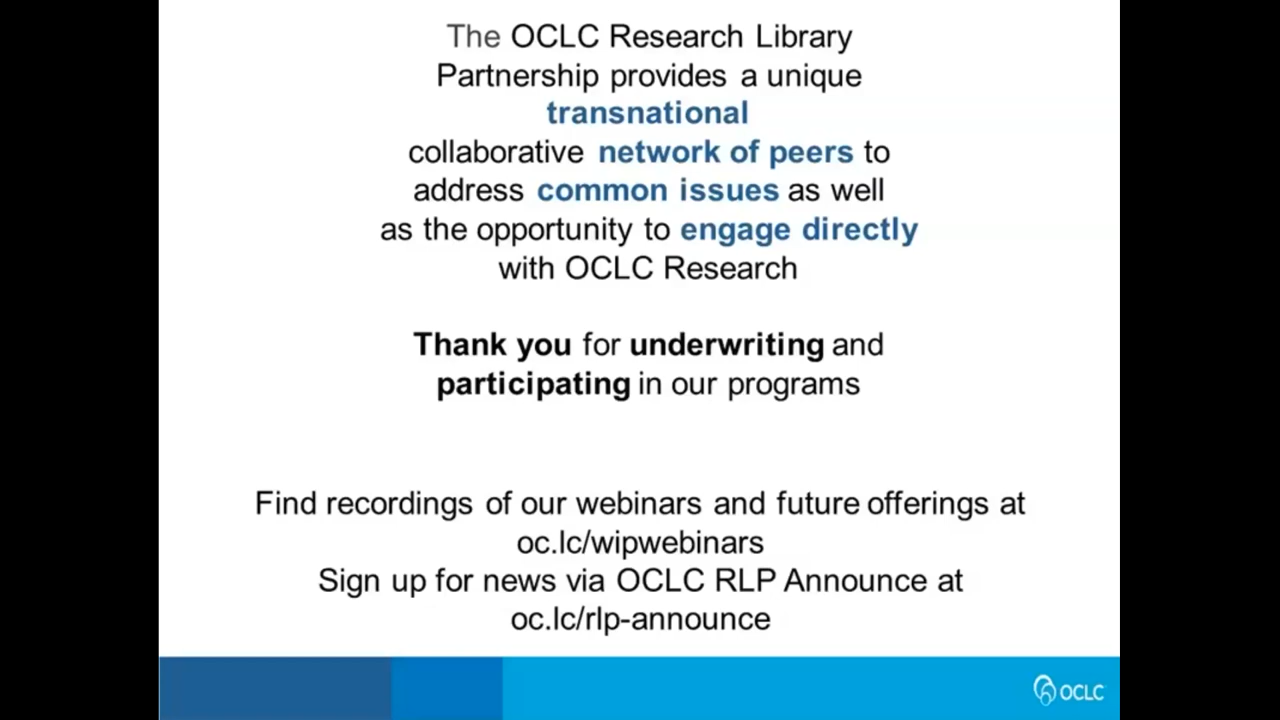 The OCLC Research Library
Partnership provides a unique
transnational
collaborative network of peers to
address common issues as well
as the opportunity to engage directly
with OCLC Research
Thank you for underwriting and
participating in our programs
Find recordings of our webinars and future offerings at
oc.lc/wipwebinars
Sign up for news via OCLC RLP Announce at
oc.lc/rlp-announce
OCLC